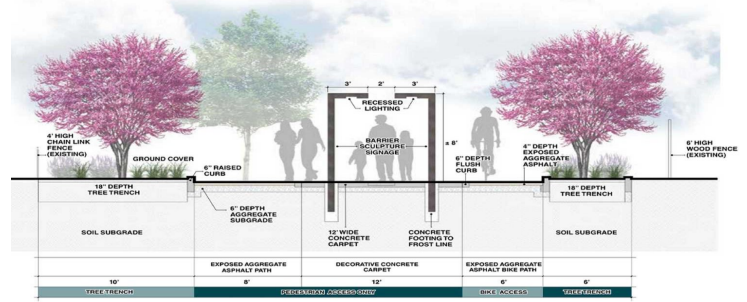 3'
2'
3'
RECESSED
LIGHTING
4' HIGH
CHAIN LINK
FENCE
(EXISTING)
GROUND COVER
6" RAISED
CURB
BARRIER
SCULPTURE
SIGNAGE
± 8'
6" DEPTH
FLUSH
CURB
4" DEPTH
EXPOSED
AGGREGATE
ASPHALT
6' HIGH
WOOD FENCE
(EXISTING)
18" DEPTH
TREE TRENCH
6" DEPTH
AGGREGATE
SUBGRADE
18" DEPTH
TREE TRENCH
SOIL SUBGRADE
12' WIDE
CONCRETE
CARPET
CONCRETE
FOOTING TO
FROST LINE
SOIL SUBGRADE
EXPOSED AGGREGATE
ASPHALT PATH
DECORATIVE CONCRETE
CARPET
EXPOSED AGGREGATE
ASPHALT BIKE PATH
10'
8'
12'
6'
6'
TREE TRENCH
PEDESTRIAN ACCESS ONLY
BIKE ACCESS
TREE TRENCH